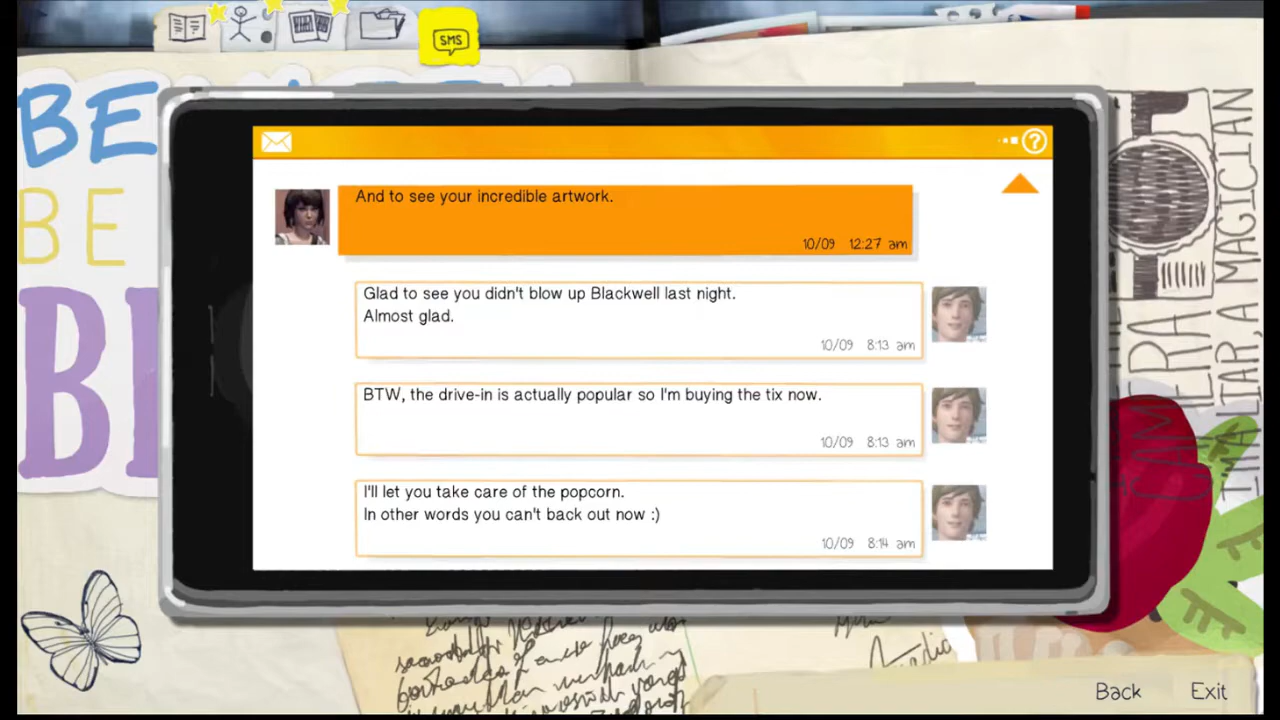 SMS
BE
BE
And to see your incredible artwork.
10/09 12:27 am
Glad to see you didn't blow up Blackwell last night.
Almost glad.
10/09 8:13 am
BTW, the drive-in is actually popular so I'm buying the tix now.
10/09 8:13 am
I'll let you take care of the popcorn.
In other words you can't back out now :)
10/09 8:14 am
?
CAMERA
I'M A LIAR, A MAGICIAN
Back
Exit